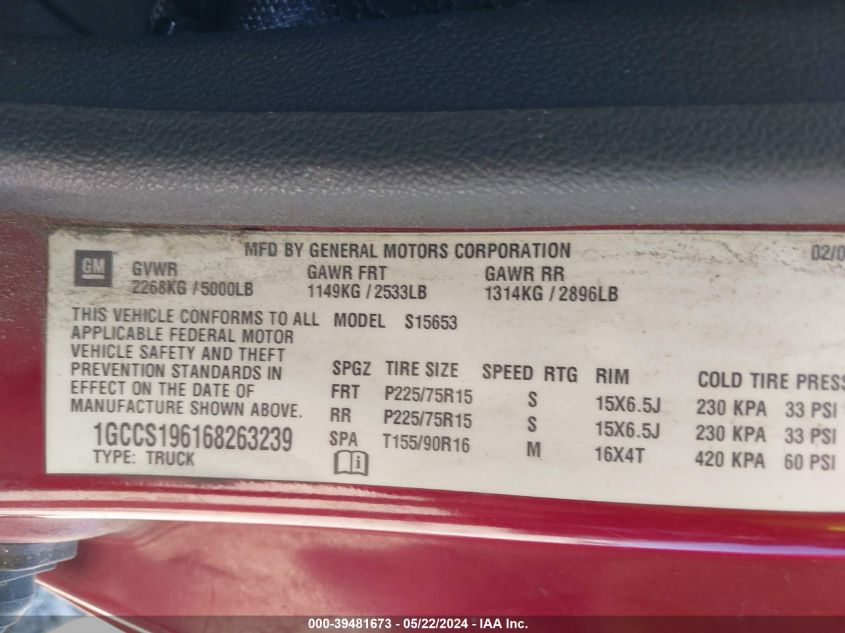 MFD BY GENERAL MOTORS CORPORATION 02/0
GM GVWR GAWR FRT GAWR RR
2268KG / 5000LB 1149KG / 2533LB 1314KG / 2896LB
THIS VEHICLE CONFORMS TO ALL
APPLICABLE FEDERAL MOTOR
VEHICLE SAFETY AND THEFT
PREVENTION STANDARDS IN
EFFECT ON THE DATE OF
MANUFACTURE SHOWN ABOVE.
1GCCS196168263239
TYPE: TRUCK
MODEL S15653
SPGZ TIRE SIZE SPEED RTG RIM COLD TIRE PRESS
FRT P225/75R15 S 15X6.5J 230 KPA 33 PSI
RR P225/75R15 S 15X6.5J 230 KPA 33 PSI
SPA T155/90R16 M 16X4T 420 KPA 60 PSI
000-39481673 - 05/22/2024 - IAA Inc.